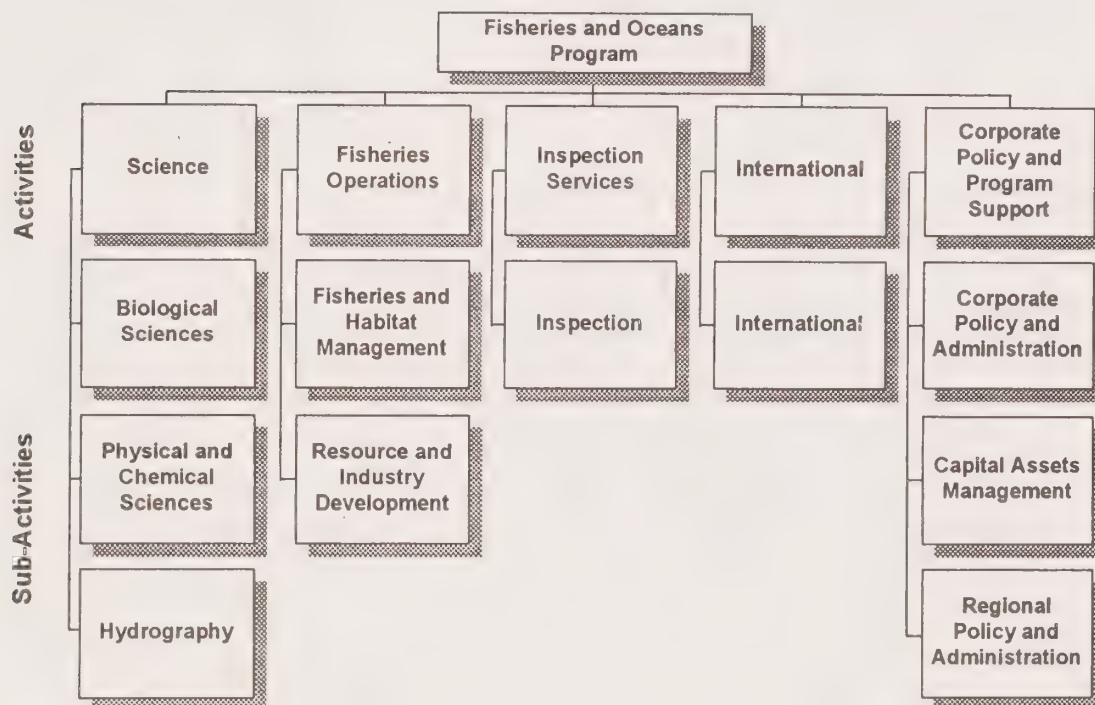 Fisheries and Oceans
Program
Activities
Science
Fisheries
Operations
Inspection
Services
International
Corporate
Policy and
Program
Support
Sub-Activities
Biological
Sciences
Fisheries and
Habitat
Management
Inspection
International
Corporate
Policy and
Administration
Physical and
Chemical
Sciences
Resource and
Industry
Development
Capital Assets
Management
Hydrography
Regional
Policy and
Administration